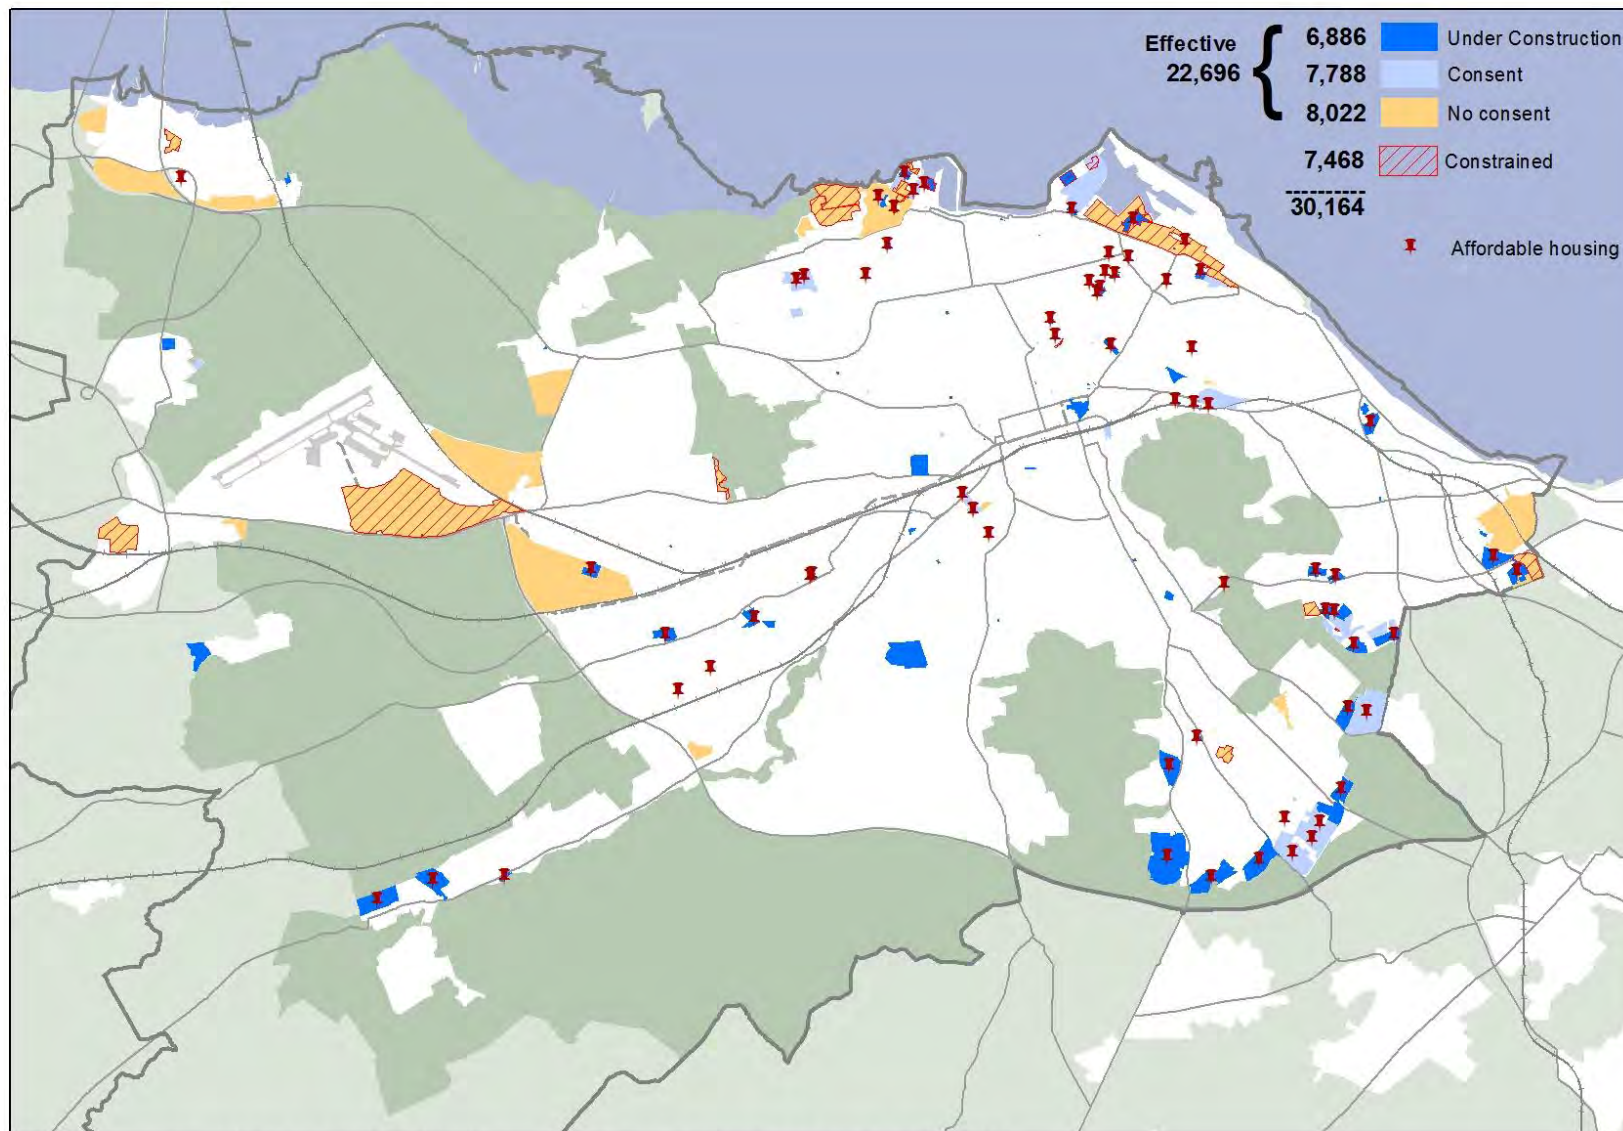 6,886 Under Construction
Effective
22,696
7,788 Consent
8,022 No consent
7,468 Constrained
----------
30,164
Affordable housing